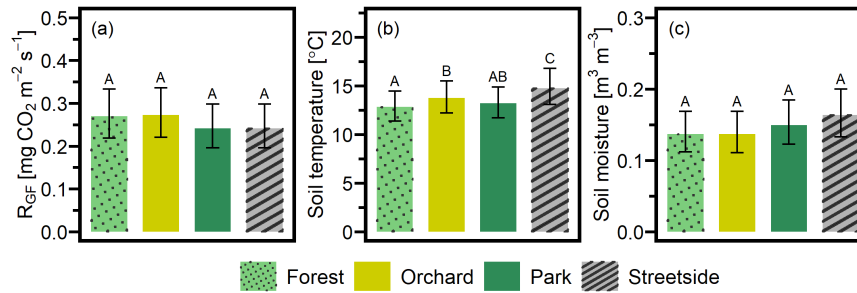 (a)
R_GF [mg CO₂ m⁻² s⁻¹]
0.5
0.4
0.3
0.2
0.1
0.0
A A A A
(b)
Soil temperature [°C]
20
15
10
5
0
A B AB C
(c)
Soil moisture [m³ m⁻³]
0.3
0.2
0.1
0.0
A A A A
Forest Orchard Park Streetside